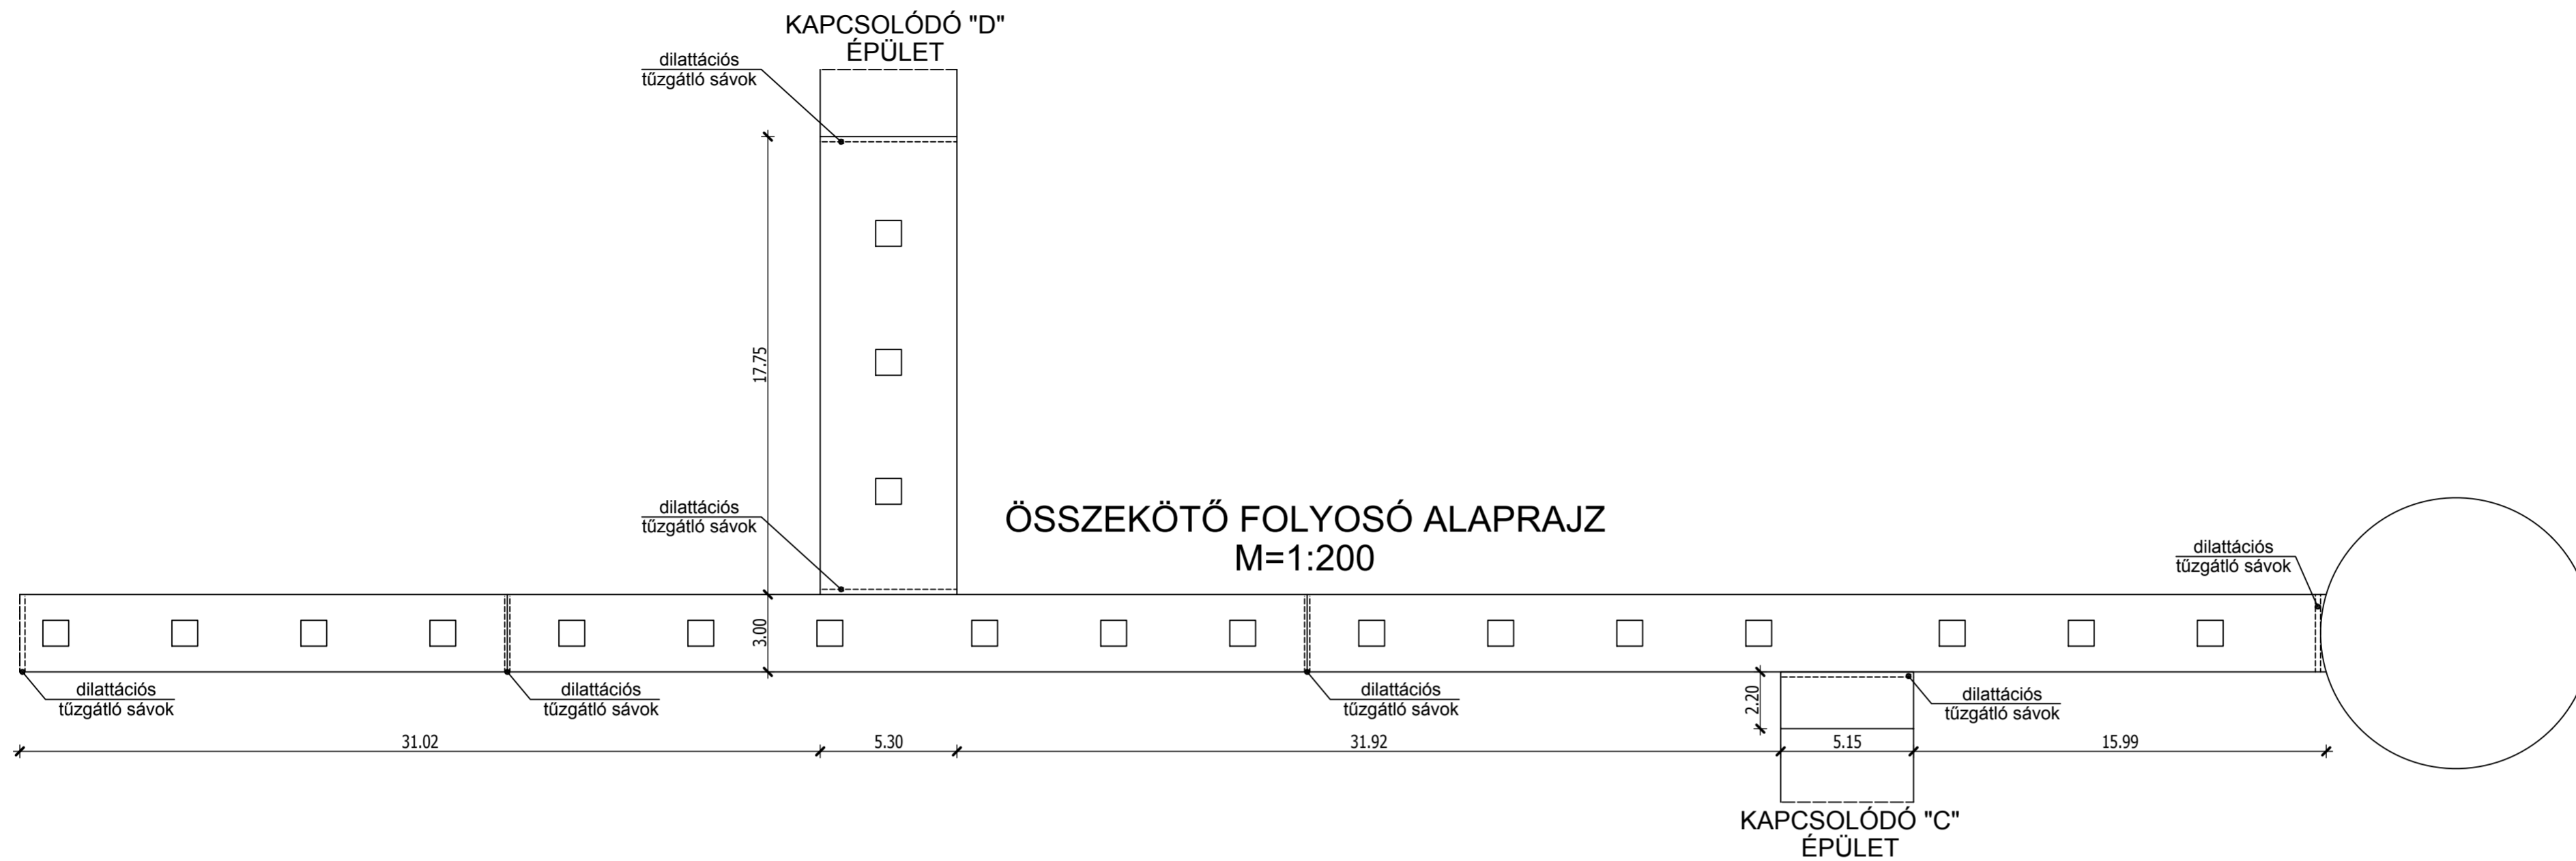 KAPCSOLÓDÓ "D"
ÉPÜLET
dilattációs
tűzgátló sávok
17.75
dilattációs
tűzgátló sávok
ÖSSZEKÖTŐ FOLYOSÓ ALAPRAJZ
M=1:200
dilattációs
tűzgátló sávok
3.00
dilattációs
tűzgátló sávok
dilattációs
tűzgátló sávok
dilattációs
tűzgátló sávok
2.20
dilattációs
tűzgátló sávok
31.02
5.30
31.92
5.15
15.99
KAPCSOLÓDÓ "C"
ÉPÜLET